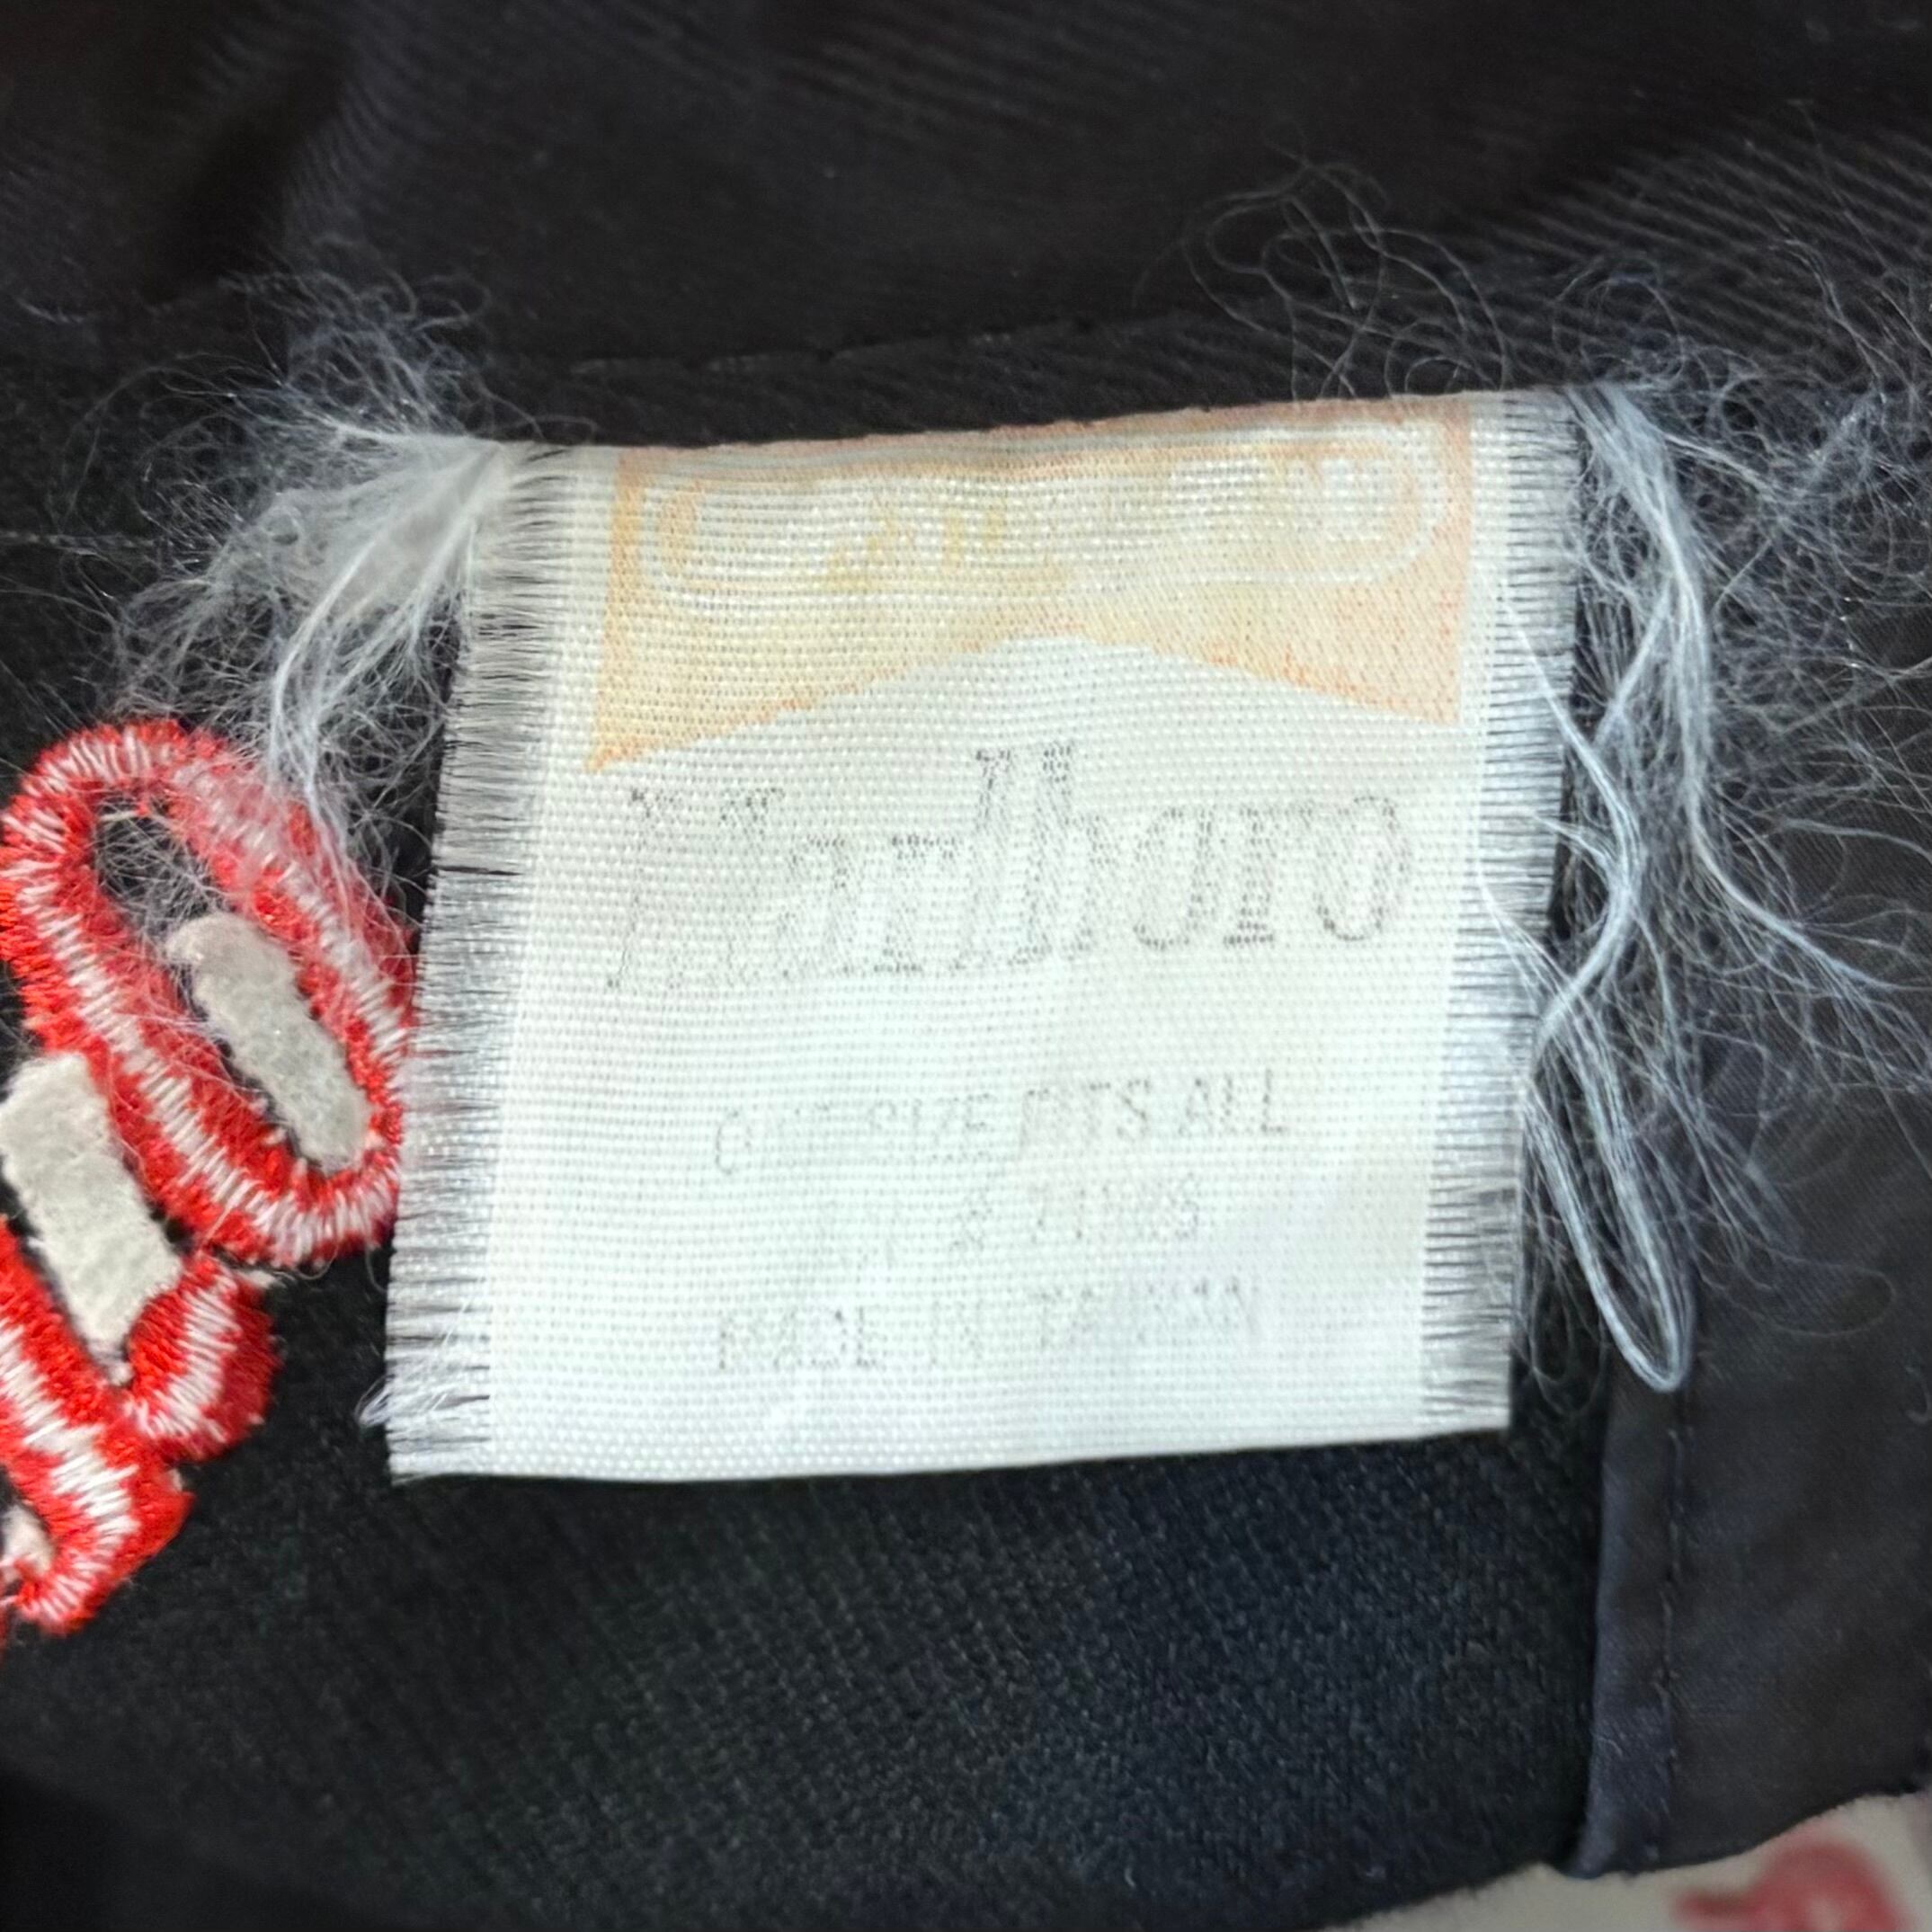 Marlboro
ONE SIZE FITS ALL
MADE IN TAIWAN